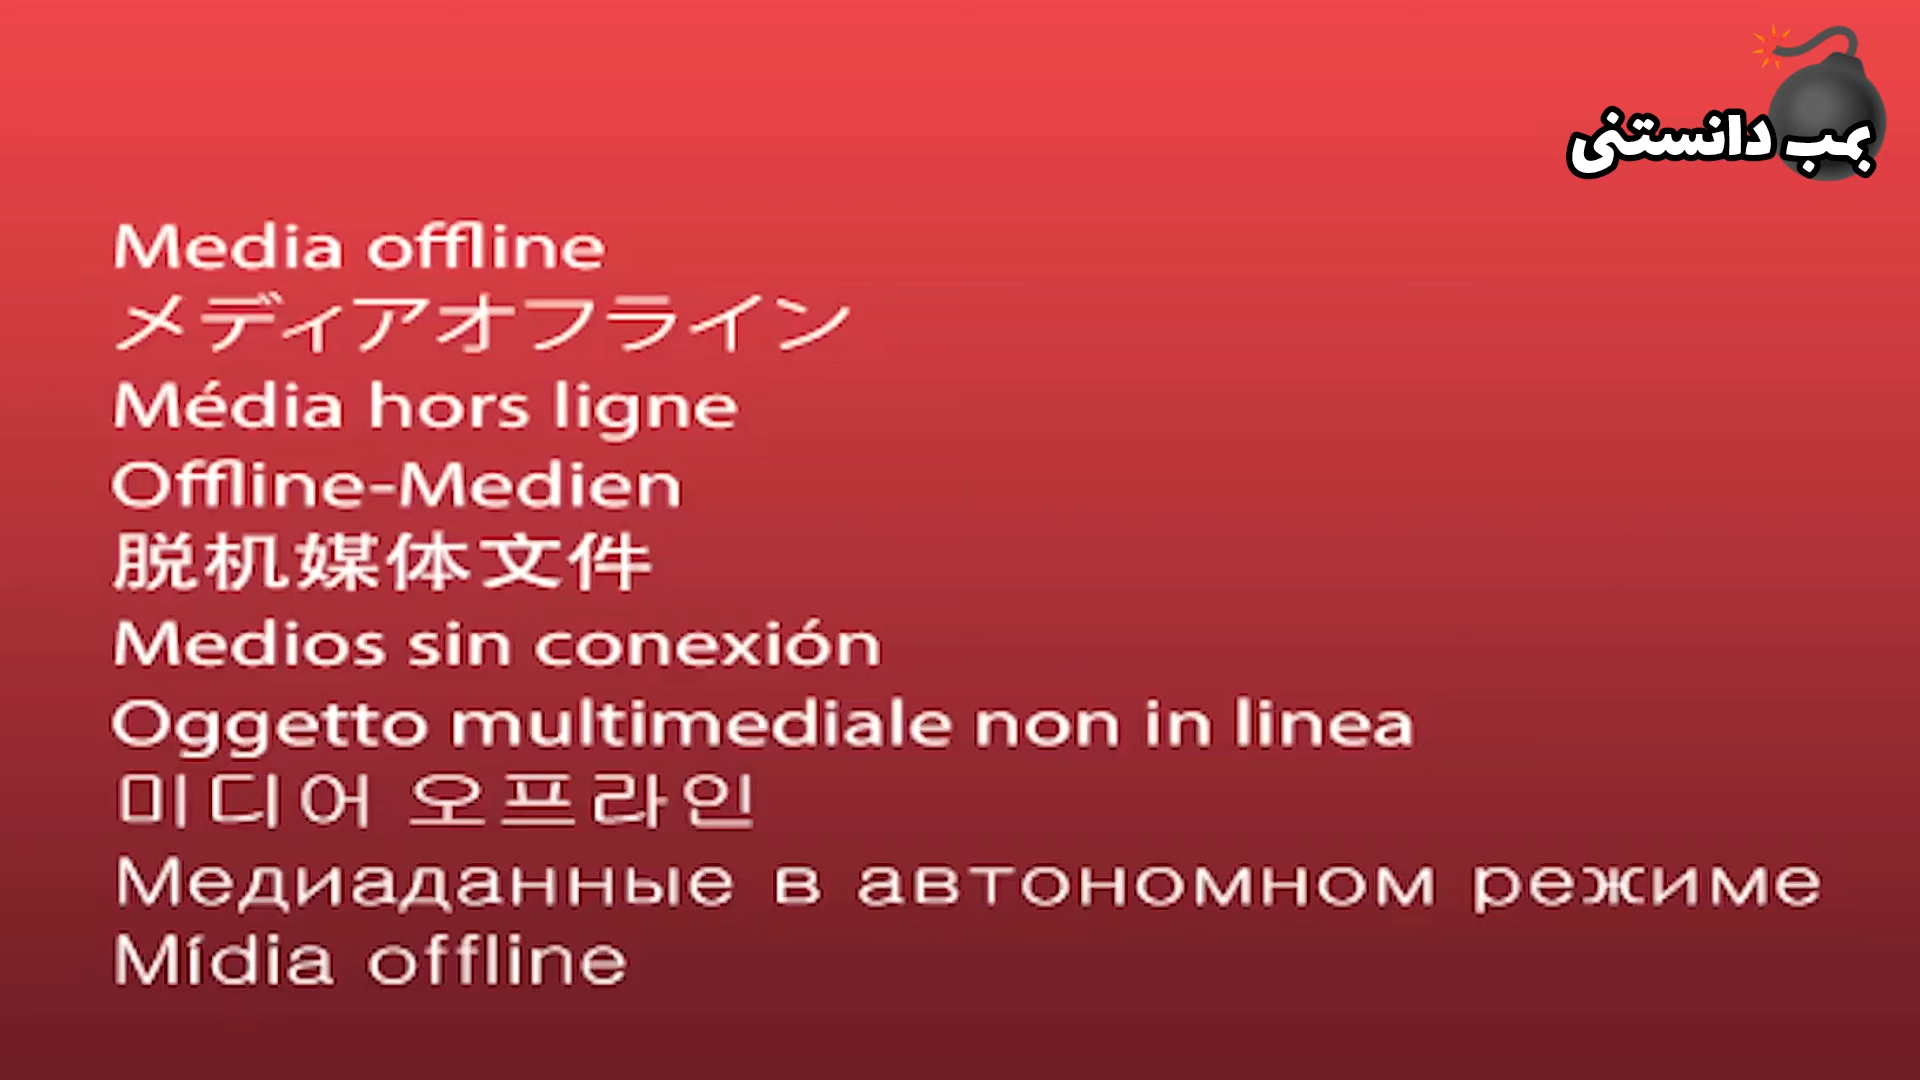 بمب دانستنی
Media offline
メディアオフライン
Média hors ligne
Offline-Medien
脱机媒体文件
Medios sin conexión
Oggetto multimediale non in linea
미디어 오프라인
Медиаданные в автономном режиме
Mídia offline